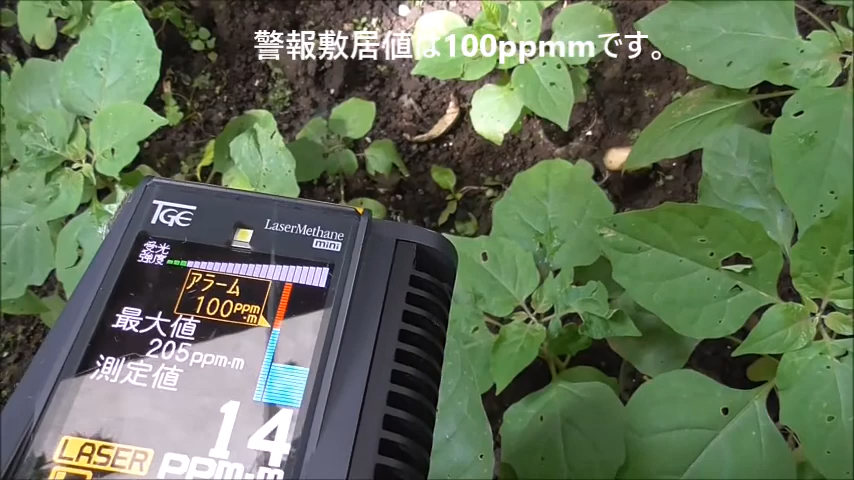 警報敷居値は100ppmmです。
TGE
LaserMethane
mini
受光
強度
アラーム
100ppm
·m
最大値
205ppm·m
測定値
14
LASER
ppm·m